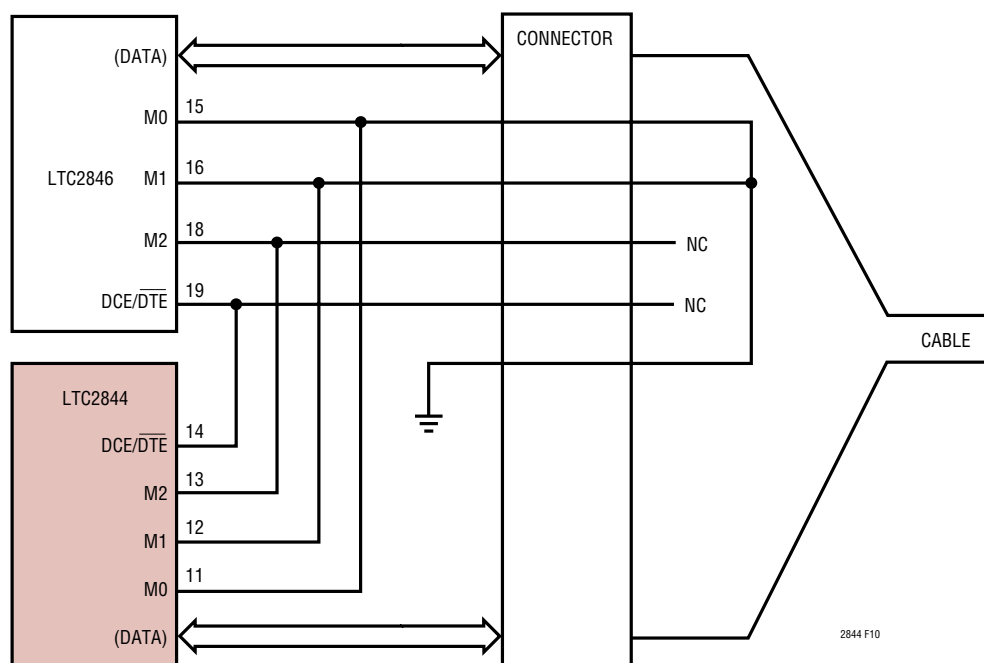 CONNECTOR
(DATA)
15
M0
16
LTC2846
M1
18
M2
NC
19
DCE/DTE
NC
CABLE
LTC2844
14
DCE/DTE
13
M2
12
M1
11
M0
(DATA)
2844 F10